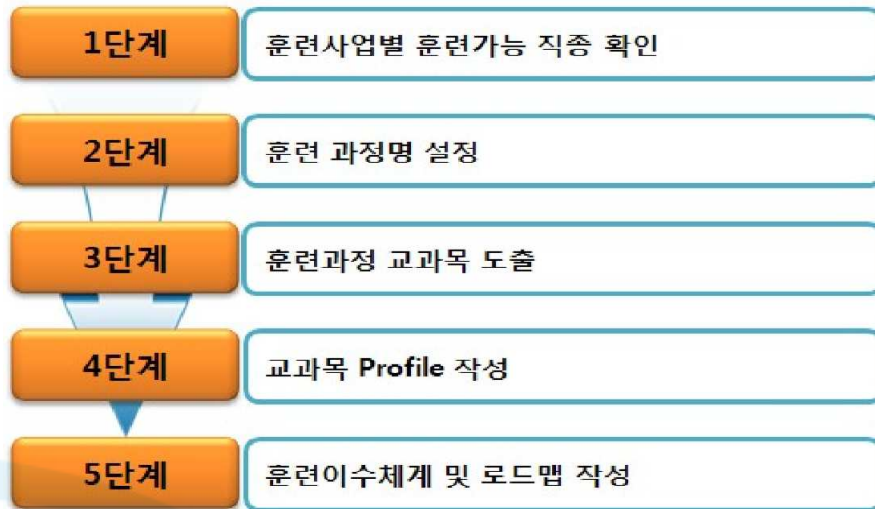 1단계
훈련사업별 훈련가능 직종 확인
2단계
훈련 과정명 설정
3단계
훈련과정 교과목 도출
4단계
교과목 Profile 작성
5단계
훈련이수체계 및 로드맵 작성